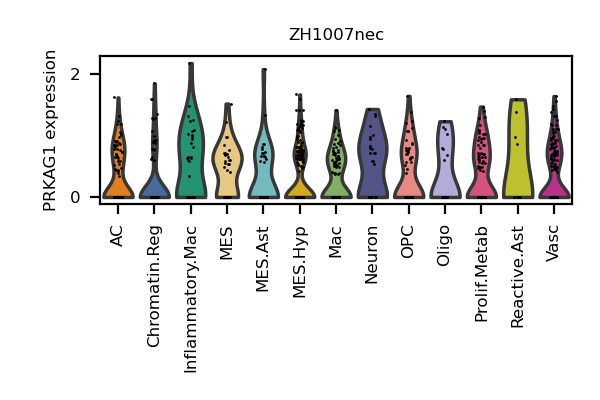 ZH1007nec
PRKAG1 expression
2
0
AC
Chromatin.Reg
Inflammatory.Mac
MES
MES.Ast
MES.Hyp
Mac
Neuron
OPC
Oligo
Prolif.Metab
Reactive.Ast
Vasc